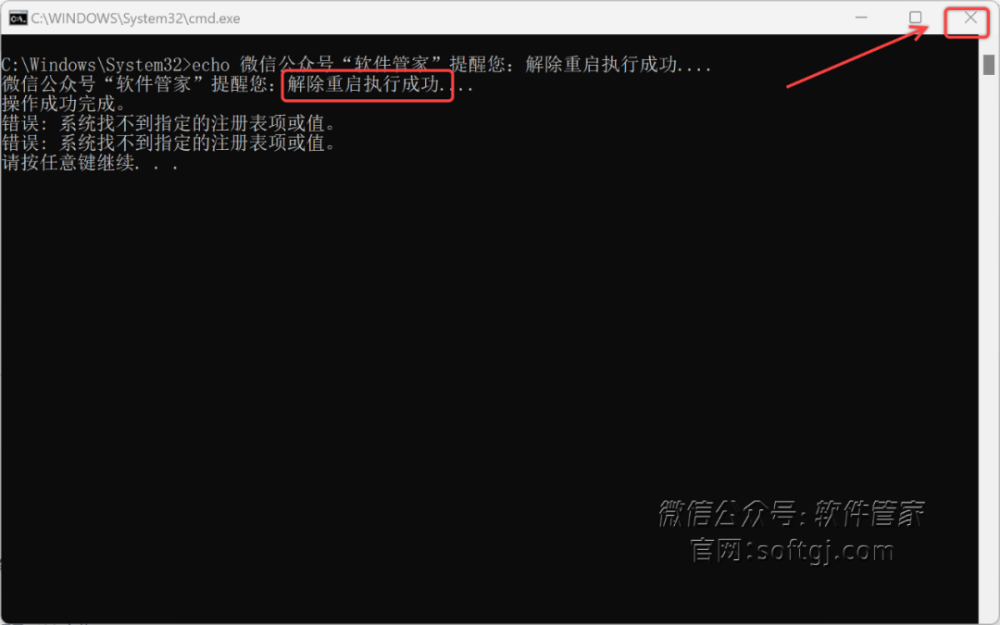 C:\WINDOWS\System32\cmd.exe
C:\Windows\System32>echo 微信公众号“软件管家”提醒您：解除重启执行成功....
微信公众号“软件管家”提醒您：解除重启执行成功....
操作成功完成。
错误: 系统找不到指定的注册表项或值。
错误: 系统找不到指定的注册表项或值。
请按任意键继续. . .
微信公众号：软件管家
官网：softgj.com